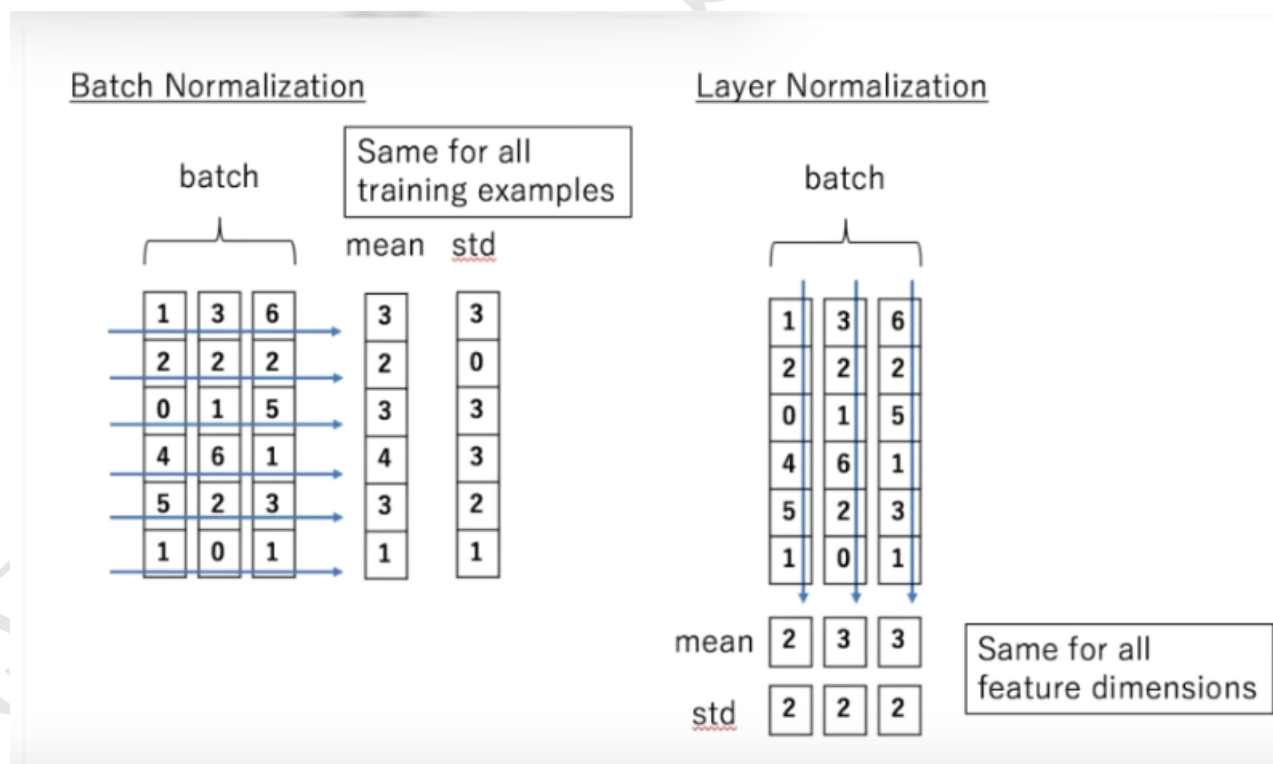 Batch Normalization
batch
Same for all
training examples
mean std
1 3 6 3 3
2 2 2 2 0
0 1 5 3 3
4 6 1 4 3
5 2 3 3 2
1 0 1 1 1
Layer Normalization
batch
1 3 6
2 2 2
0 1 5
4 6 1
5 2 3
1 0 1
mean 2 3 3
std 2 2 2
Same for all
feature dimensions